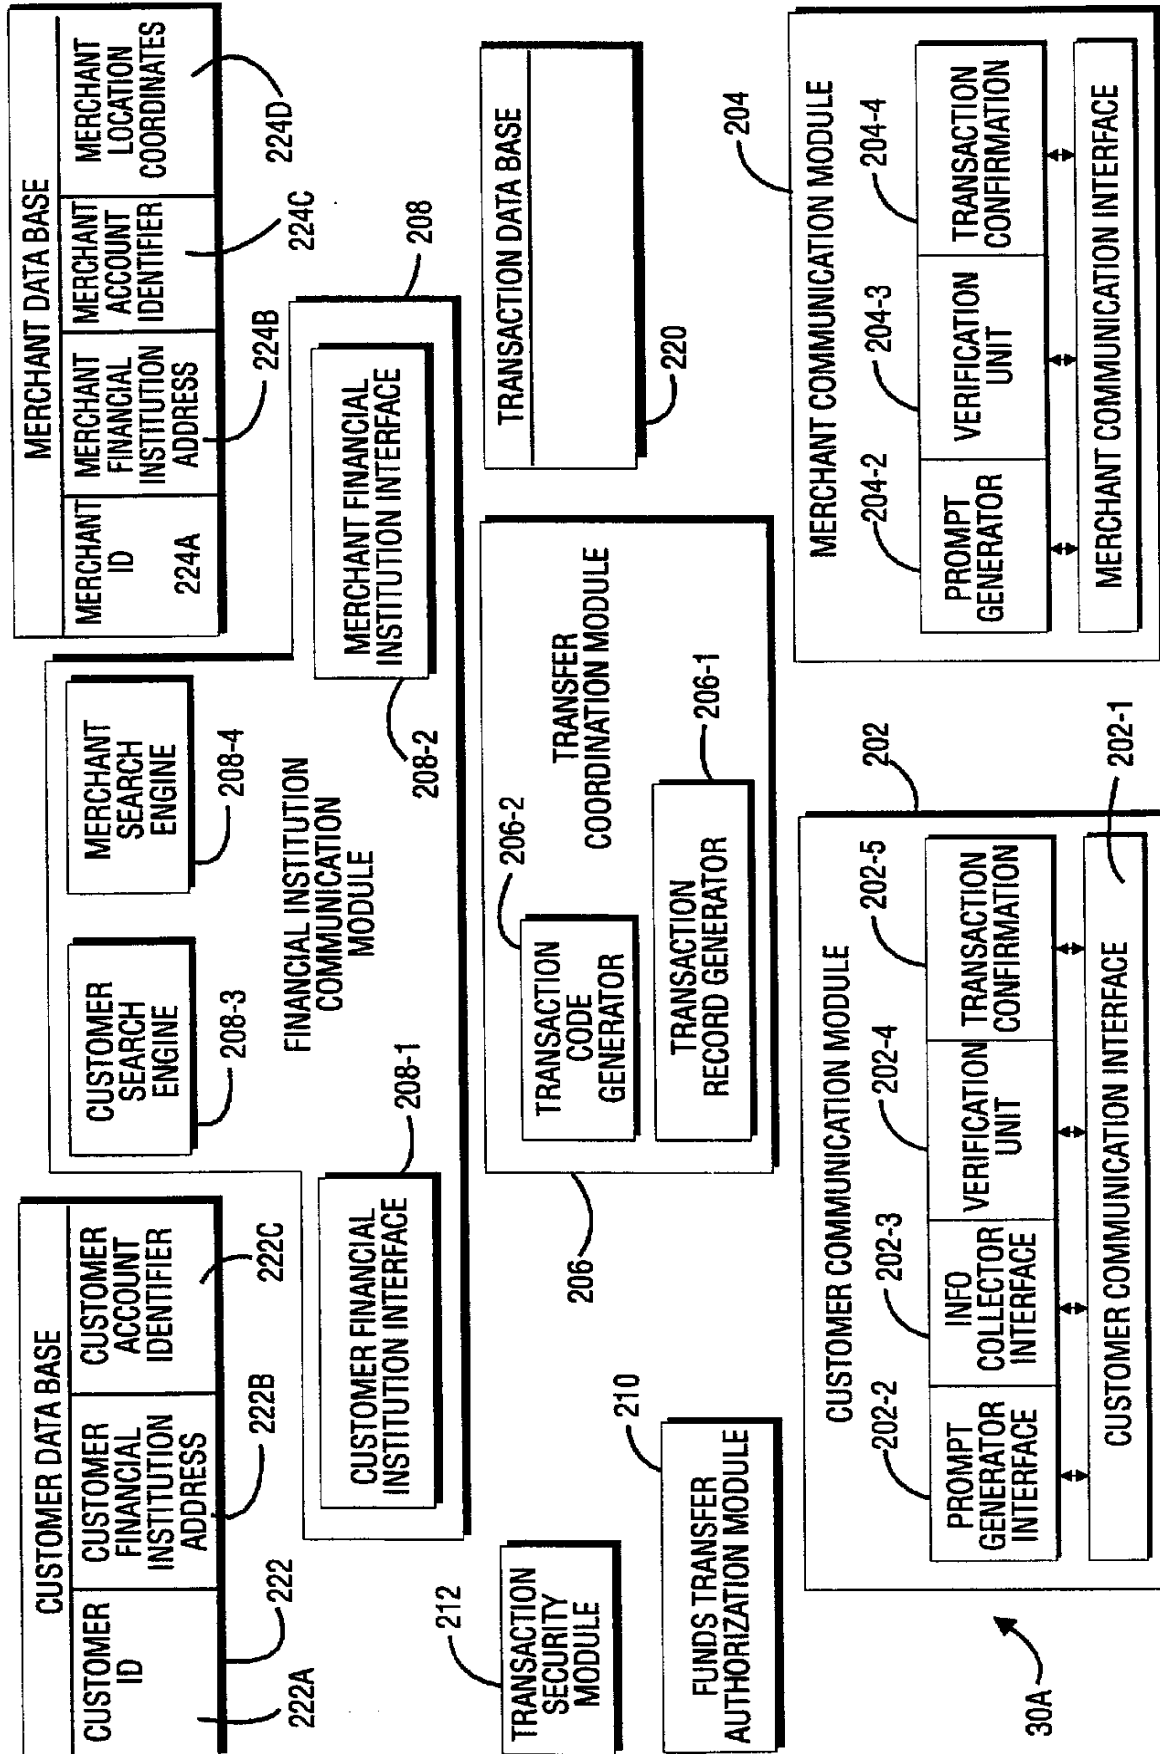 CUSTOMER DATA BASE
CUSTOMER
ID
CUSTOMER
FINANCIAL
INSTITUTION
ADDRESS
CUSTOMER
ACCOUNT
IDENTIFIER
222A
222
222B
222C
CUSTOMER
SEARCH
ENGINE
208-3
MERCHANT
SEARCH
ENGINE
208-4
MERCHANT DATA BASE
MERCHANT
ID
224A
MERCHANT
FINANCIAL
INSTITUTION
ADDRESS
MERCHANT
ACCOUNT
IDENTIFIER
MERCHANT
LOCATION
COORDINATES
224B
224C
224D
FINANCIAL INSTITUTION
COMMUNICATION
MODULE
CUSTOMER FINANCIAL
INSTITUTION INTERFACE
208-1
MERCHANT FINANCIAL
INSTITUTION INTERFACE
208-2
208
212
TRANSACTION
SECURITY
MODULE
210
FUNDS TRANSFER
AUTHORIZATION MODULE
206
TRANSACTION
CODE
GENERATOR
206-2
TRANSFER
COORDINATION MODULE
TRANSACTION
RECORD GENERATOR
206-1
TRANSACTION DATA BASE
220
30A
CUSTOMER COMMUNICATION MODULE
202
202-2
202-3
202-4
202-5
PROMPT
GENERATOR
INTERFACE
INFO
COLLECTOR
INTERFACE
VERIFICATION
UNIT
TRANSACTION
CONFIRMATION
CUSTOMER COMMUNICATION INTERFACE
202-1
MERCHANT COMMUNICATION MODULE
204
204-2
204-3
204-4
PROMPT
GENERATOR
VERIFICATION
UNIT
TRANSACTION
CONFIRMATION
MERCHANT COMMUNICATION INTERFACE